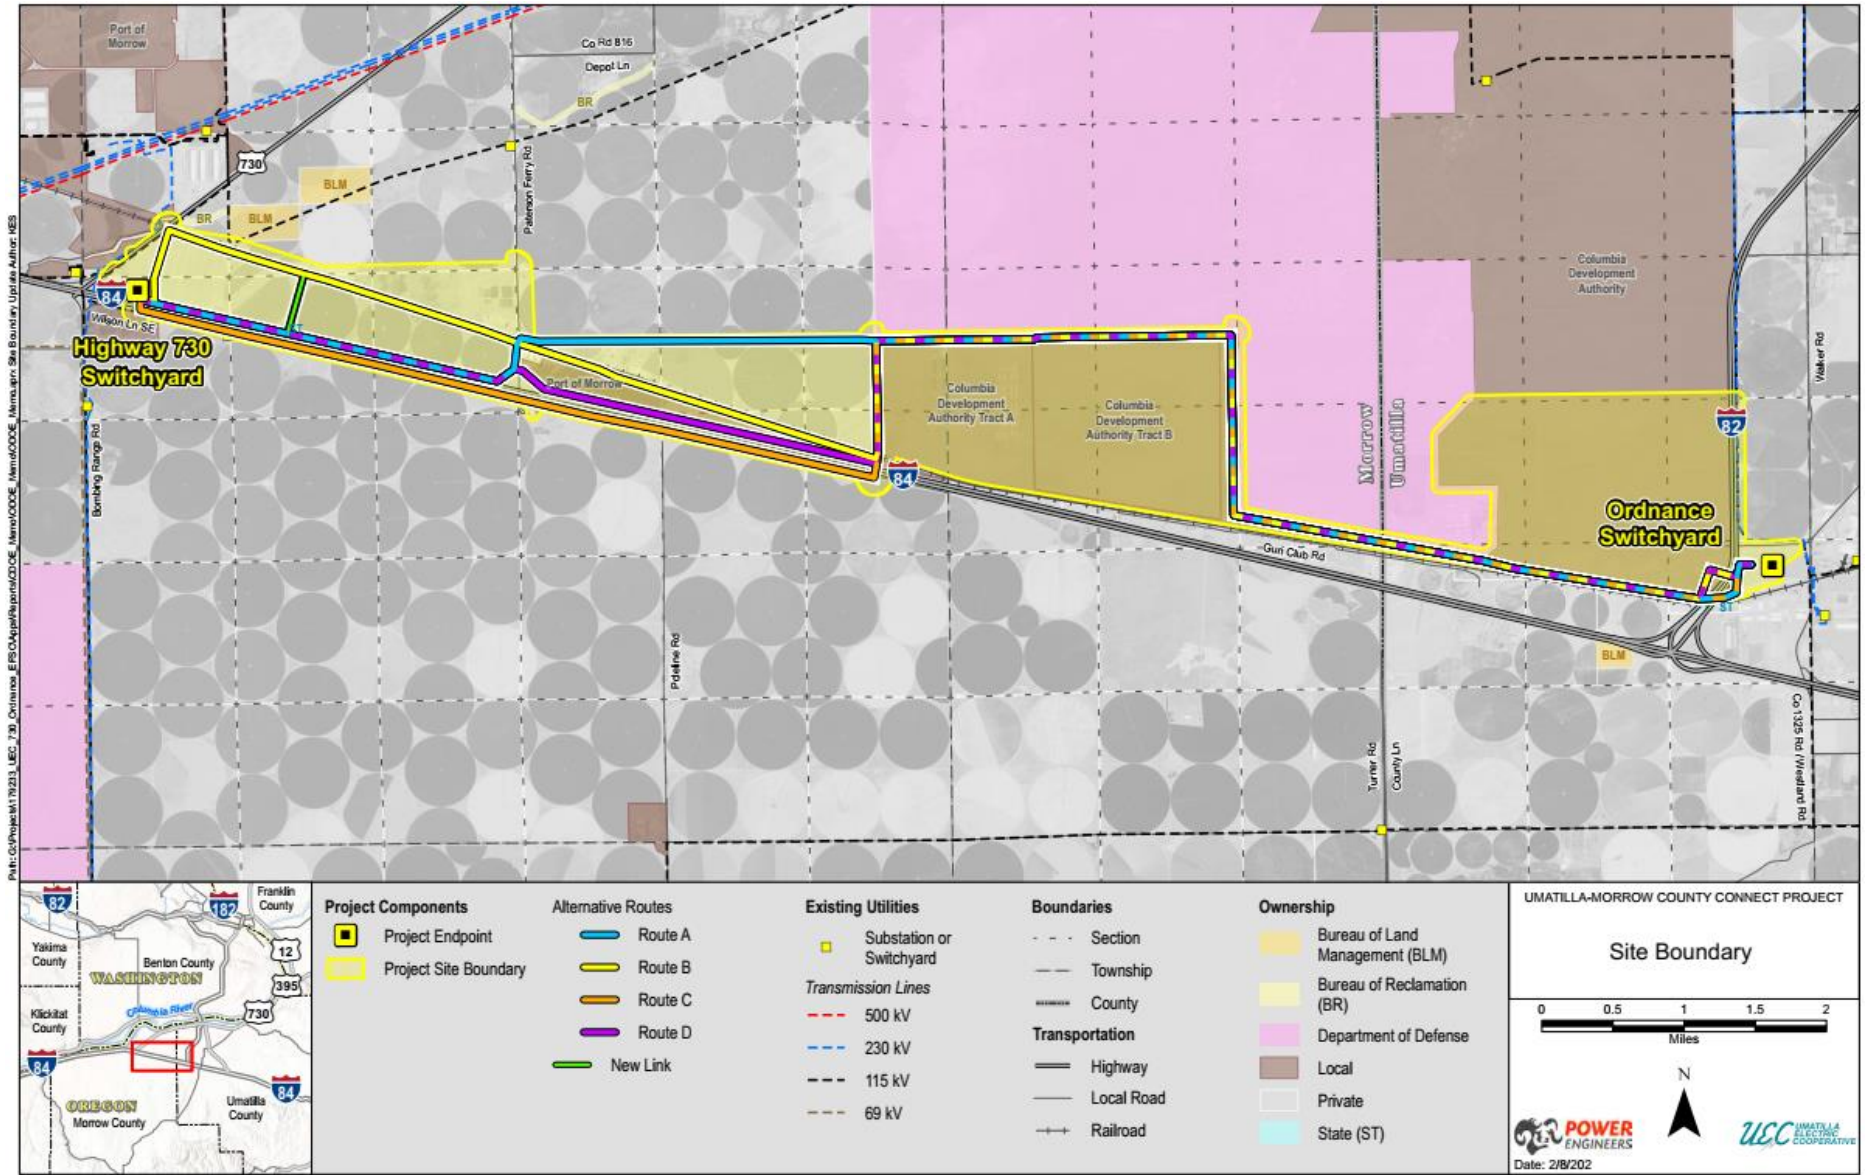 Port of
Morrow
Co Rd 816
Depot Ln
BR
730
BLM
Paterson Ferry Rd
BR
BLM
Columbia
Development
Authority
84
Wilson Ln SE
ST
Highway 730
Switchyard
Port of Morrow
Columbia
Development
Authority Tract A
Columbia
Development
Authority Tract B
Morrow
Umatilla
82
Walker Rd
Bombing Range Rd
84
Ordnance
Switchyard
Gun Club Rd
ST
BLM
Turner Rd
County Ln
Co 1325 Rd / Westland Rd
82
182
Franklin
County
Yakima
County
Benton County
12
WASHINGTON
395
Columbia River
Klickitat
County
730
84
84
OREGON
Morrow County
Umatilla
County
Project Components
Project Endpoint
Project Site Boundary
Alternative Routes
Route A
Route B
Route C
Route D
New Link
Existing Utilities
Substation or
Switchyard
Transmission Lines
500 kV
230 kV
115 kV
69 kV
Boundaries
Section
Township
County
Transportation
Highway
Local Road
Railroad
Ownership
Bureau of Land
Management (BLM)
Bureau of Reclamation
(BR)
Department of Defense
Local
Private
State (ST)
UMATILLA-MORROW COUNTY CONNECT PROJECT
Site Boundary
0 0.5 1 1.5 2
Miles
N
POWER
ENGINEERS
UEC UMATILLA
ELECTRIC
COOPERATIVE
Date: 2/8/202